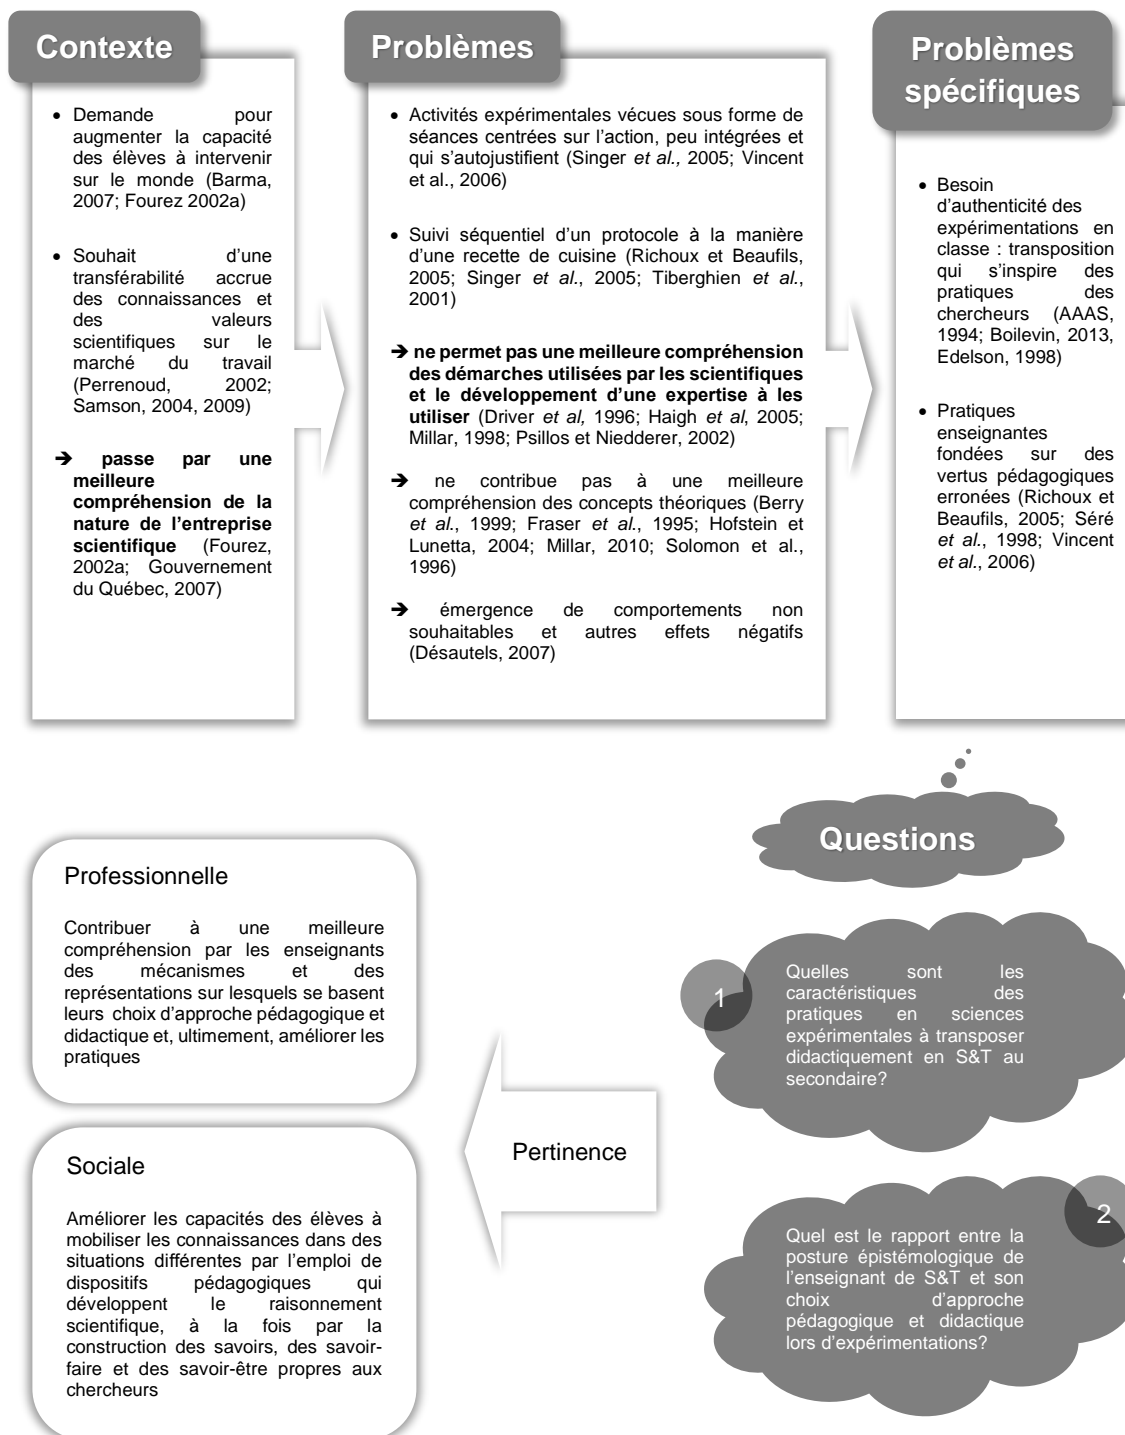 Contexte
• Demande pour
augmenter la capacité
des élèves à intervenir
sur le monde (Barma,
2007; Fourez 2002a)
• Souhait d'une
transférabilité accrue
des connaissances et
des valeurs
scientifiques sur le
marché du travail
(Perrenoud, 2002;
Samson, 2004, 2009)
➔ passe par une
meilleure
compréhension de la
nature de l'entreprise
scientifique (Fourez,
2002a; Gouvernement
du Québec, 2007)
Problèmes
• Activités expérimentales vécues sous forme de
séances centrées sur l'action, peu intégrées et
qui s'autojustifient (Singer et al., 2005; Vincent
et al., 2006)
• Suivi séquentiel d'un protocole à la manière
d'une recette de cuisine (Richoux et Beaufils,
2005; Singer et al., 2005; Tiberghien et al.,
2001)
➔ ne permet pas une meilleure compréhension
des démarches utilisées par les scientifiques
et le développement d'une expertise à les
utiliser (Driver et al, 1996; Haigh et al, 2005;
Millar, 1998; Psillos et Niedderer, 2002)
➔ ne contribue pas à une meilleure
compréhension des concepts théoriques (Berry
et al., 1999; Fraser et al., 1995; Hofstein et
Lunetta, 2004; Millar, 2010; Solomon et al.,
1996)
➔ émergence de comportements non
souhaitables et autres effets négatifs
(Désautels, 2007)
Problèmes
spécifiques
• Besoin
d'authenticité des
expérimentations en
classe : transposition
qui s'inspire des
pratiques des
chercheurs (AAAS,
1994; Boilevin, 2013,
Edelson, 1998)
• Pratiques
enseignantes
fondées sur des
vertus pédagogiques
erronées (Richoux et
Beaufils, 2005; Séré
et al., 1998; Vincent
et al., 2006)
Questions
1
Quelles sont les
caractéristiques des
pratiques en sciences
expérimentales à transposer
didactiquement en S&T au
secondaire?
2
Quel est le rapport entre la
posture épistémologique de
l'enseignant de S&T et son
choix d'approche
pédagogique et didactique
lors d'expérimentations?
Pertinence
Professionnelle
Contribuer à une meilleure
compréhension par les enseignants
des mécanismes et des
représentations sur lesquels se basent
leurs choix d'approche pédagogique et
didactique et, ultimement, améliorer les
pratiques
Sociale
Améliorer les capacités des élèves à
mobiliser les connaissances dans des
situations différentes par l'emploi de
dispositifs pédagogiques qui
développent le raisonnement
scientifique, à la fois par la
construction des savoirs, des savoir-
faire et des savoir-être propres aux
chercheurs